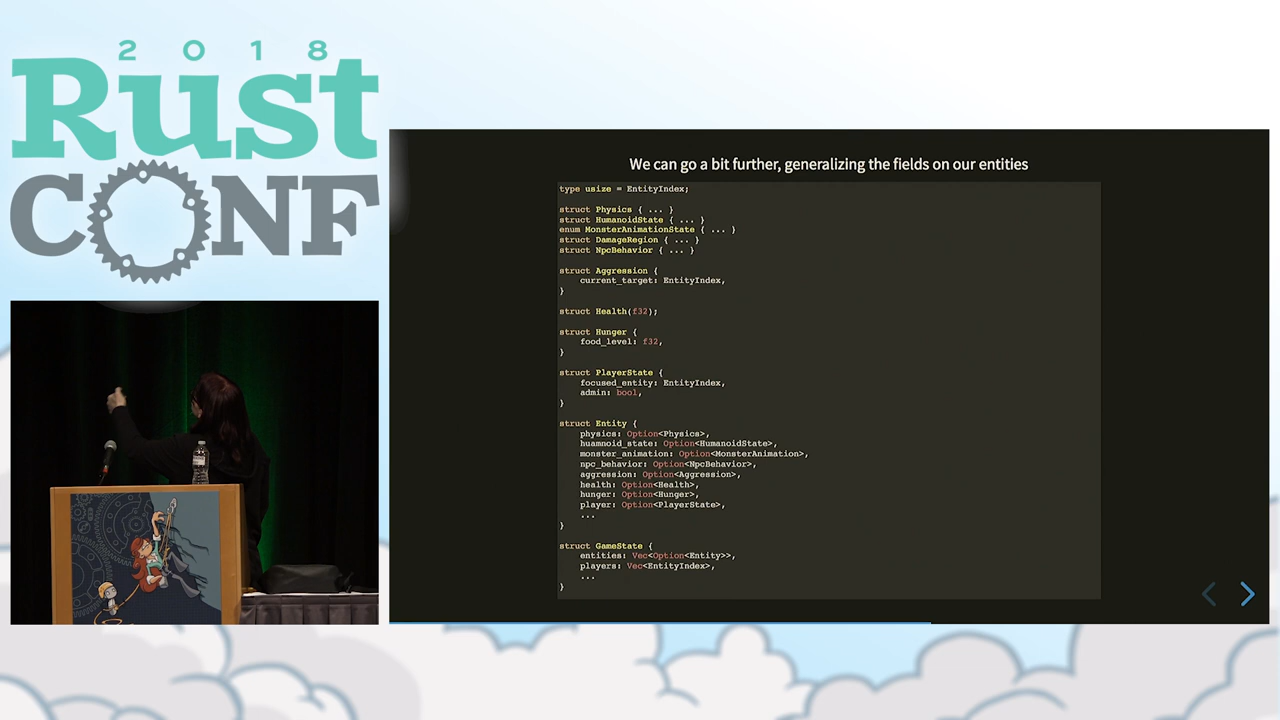 2018
Rust
CONF
We can go a bit further, generalizing the fields on our entities
type usize = EntityIndex;
struct Physics { ... }
struct HumanoidState { ... }
enum MonsterAnimationState { ... }
struct DamageRegion { ... }
struct NpcBehavior { ... }
struct Aggression {
current_target: EntityIndex,
}
struct Health(f32);
struct Hunger {
food_level: f32,
}
struct PlayerState {
focused_entity: EntityIndex,
admin: bool,
}
struct Entity {
physics: Option<Physics>,
huamnoid_state: Option<HumanoidState>,
monster_animation: Option<MonsterAnimation>,
npc_behavior: Option<NpcBehavior>,
aggression: Option<Aggression>,
health: Option<Health>,
hunger: Option<Hunger>,
player: Option<PlayerState>,
...
}
struct GameState {
entities: Vec<Option<Entity>>,
players: Vec<EntityIndex>,
...
}